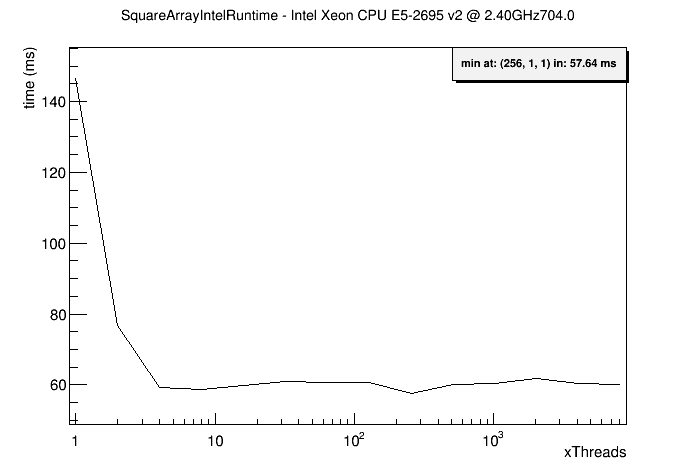 SquareArrayIntelRuntime - Intel Xeon CPU E5-2695 v2 @ 2.40GHz704.0
time (ms)
min at: (256, 1, 1) in: 57.64 ms
140
120
100
80
60
1 10 10² 10³
xThreads